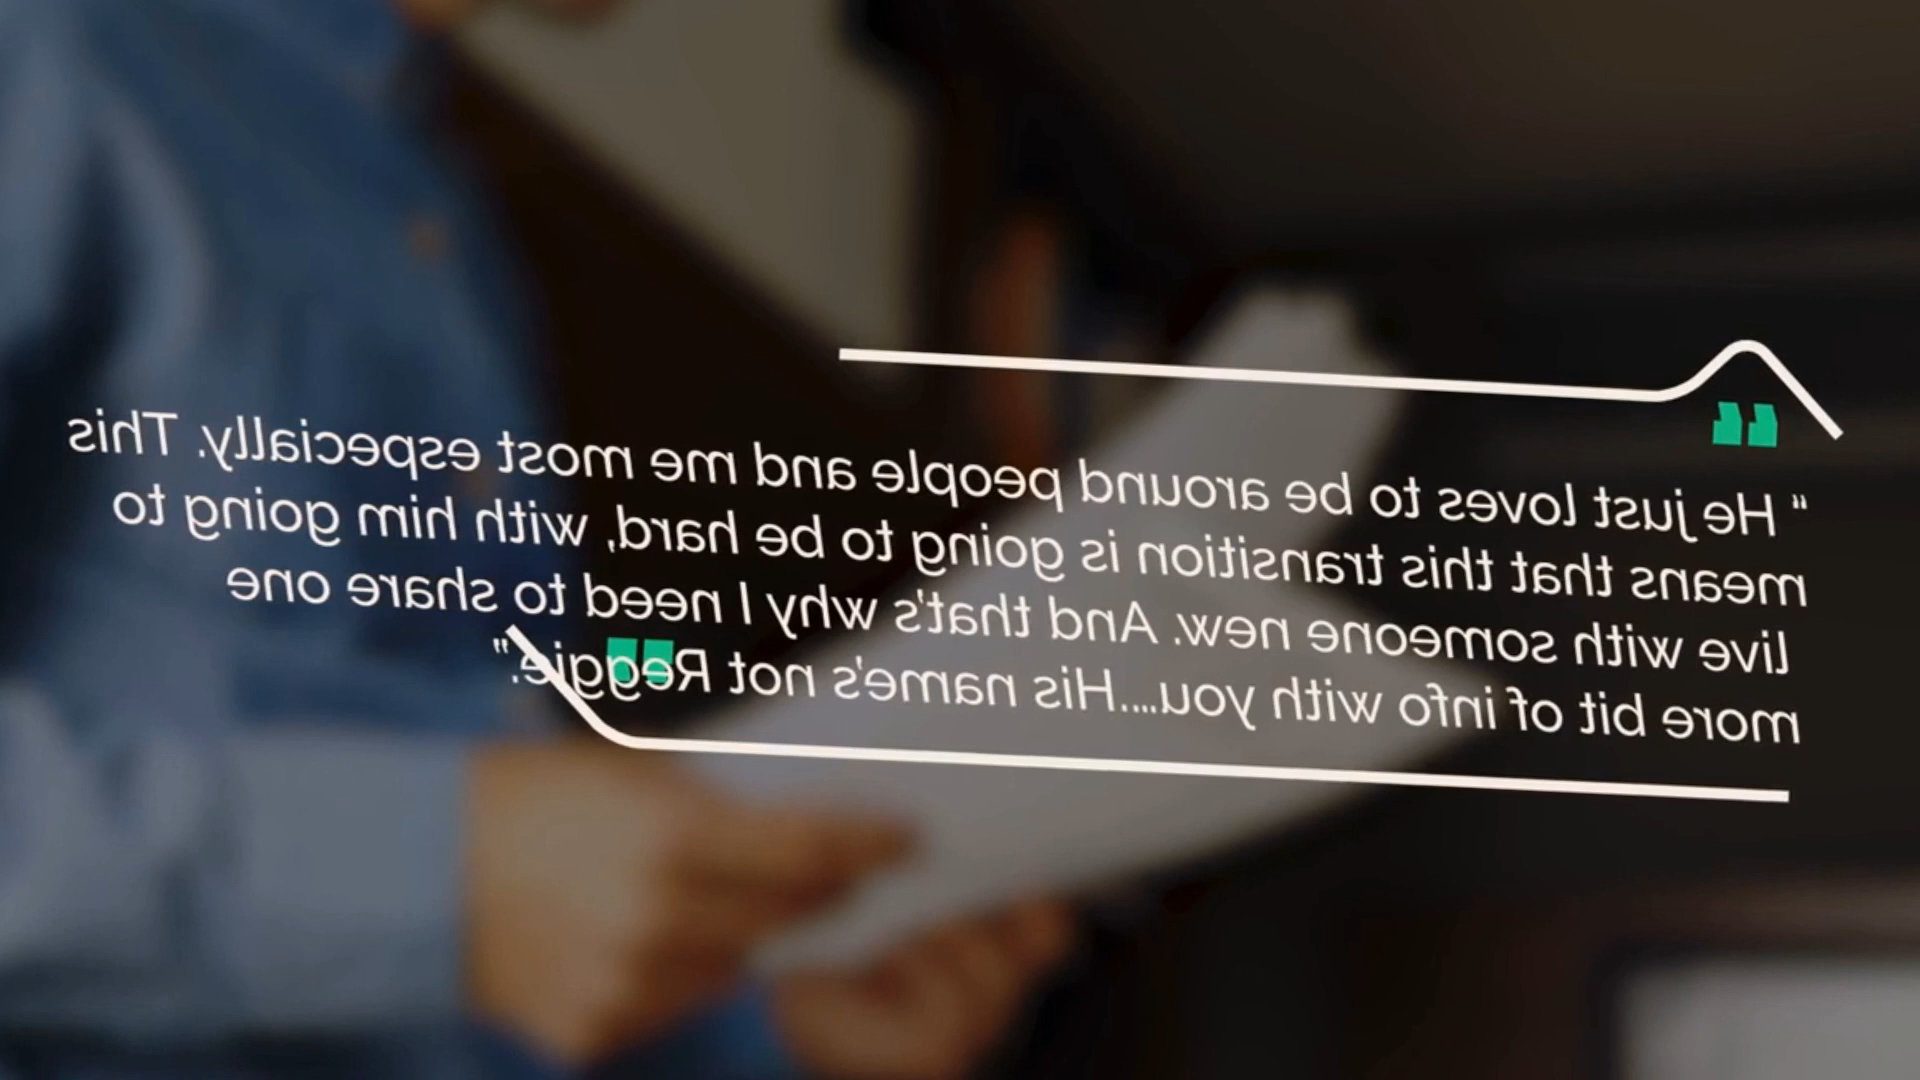 “ He just loves to be around people and me most especially. This
means that this transition is going to be hard, with him going to
live with someone new. And that's why I need to share one
more bit of info with you....His name's not Reggie."